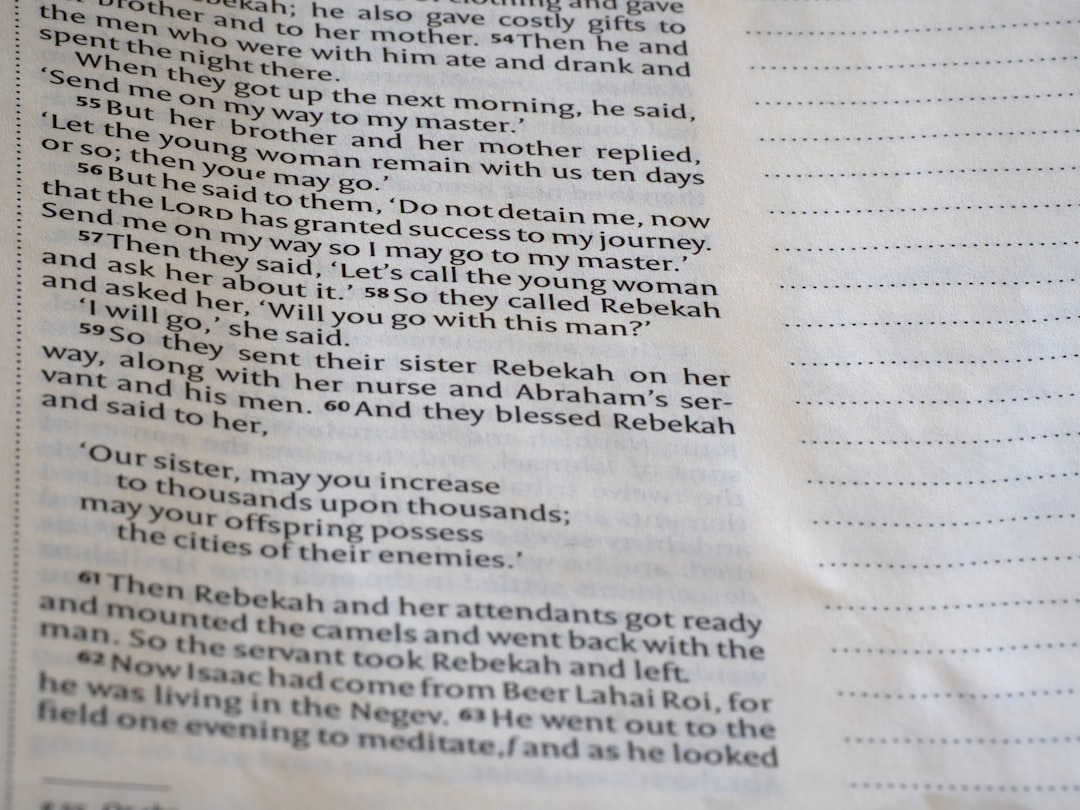 clothing and gave
brother and to her mother. 54 Then he and
the men who were with him ate and drank and
spent the night there.
When they got up the next morning, he said,
‘Send me on my way to my master.’
55 But her brother and her mother replied,
‘Let the young woman remain with us ten days
or so; then you e may go.’
56 But he said to them, ‘Do not detain me, now
that the LORD has granted success to my journey.
Send me on my way so I may go to my master.’
57 Then they said, ‘Let’s call the young woman
and ask her about it.’ 58 So they called Rebekah
and asked her, ‘Will you go with this man?’
‘I will go,’ she said.
59 So they sent their sister Rebekah on her
way, along with her nurse and Abraham’s ser-
vant and his men. 60 And they blessed Rebekah
and said to her,
‘Our sister, may you increase
to thousands upon thousands;
may your offspring possess
the cities of their enemies.’
61 Then Rebekah and her attendants got ready
and mounted the camels and went back with the
man. So the servant took Rebekah and left.
62 Now Isaac had come from Beer Lahai Roi, for
he was living in the Negev. 63 He went out to the
field one evening to meditate, f and as he looked